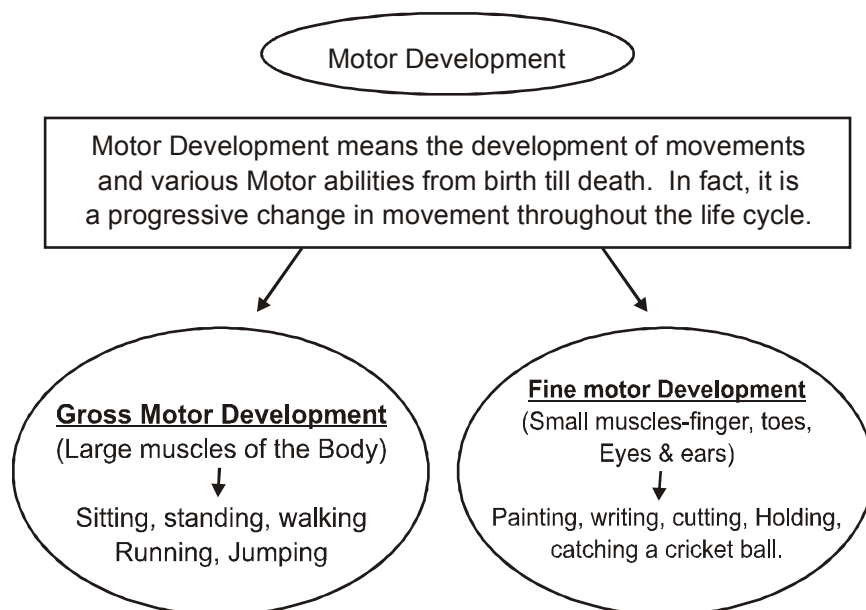 Motor Development
Motor Development means the development of movements
and various Motor abilities from birth till death. In fact, it is
a progressive change in movement throughout the life cycle.
Gross Motor Development
(Large muscles of the Body)
Sitting, standing, walking
Running, Jumping
Fine motor Development
(Small muscles-finger, toes,
Eyes & ears)
Painting, writing, cutting, Holding,
catching a cricket ball.